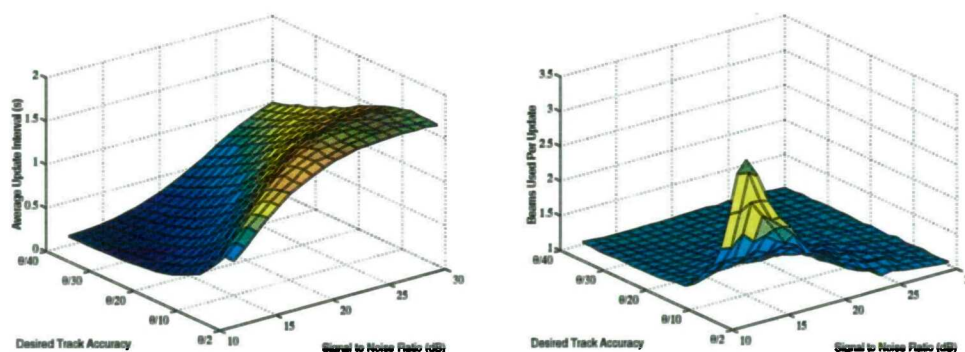 2
1.5
1
0.5
0
Average Update Interval (s)
θ/40
θ/30
θ/20
θ/10
θ/2
10
15
20
25
30
Desired Track Accuracy
Signal to Noise Ratio (dB)
3.5
3
2.5
2
1.5
1
Beams Used Per Update
θ/40
θ/30
θ/20
θ/10
θ/2
10
15
20
25
Desired Track Accuracy
Signal to Noise Ratio (dB)